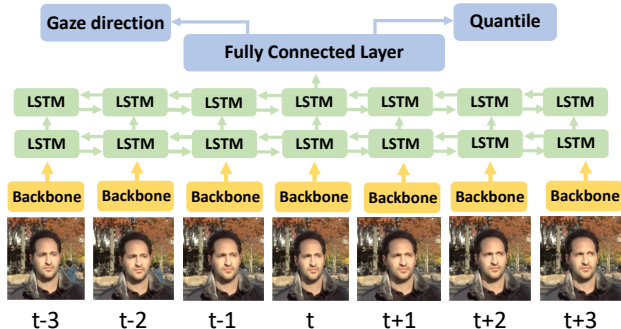 Gaze direction
Quantile
Fully Connected Layer
LSTM LSTM LSTM LSTM LSTM LSTM LSTM
LSTM LSTM LSTM LSTM LSTM LSTM LSTM
Backbone Backbone Backbone Backbone Backbone Backbone Backbone
t-3 t-2 t-1 t t+1 t+2 t+3